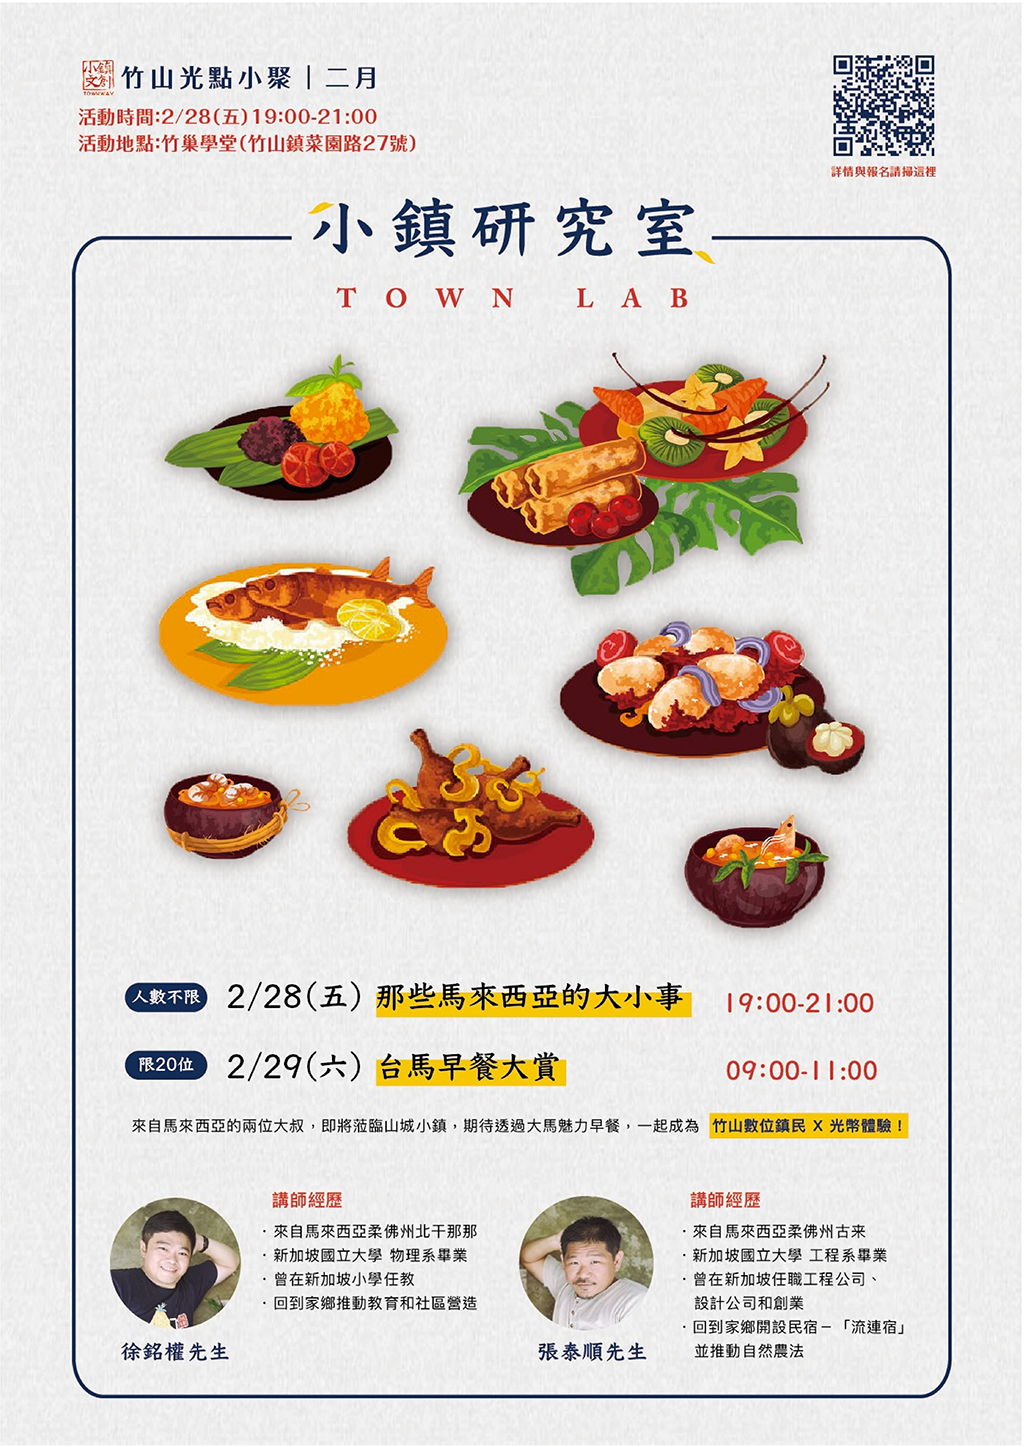 小鎮文創
TOWNWAY
竹山光點小聚｜二月
活動時間:2/28(五)19:00-21:00
活動地點:竹巢學堂(竹山鎮菜園路27號)
詳情與報名請掃這裡
小鎮研究室
TOWN LAB
人數不限 2/28(五) 那些馬來西亞的大小事 19:00-21:00
限20位 2/29(六) 台馬早餐大賞 09:00-11:00
來自馬來西亞的兩位大叔，即將蒞臨山城小鎮，期待透過大馬魅力早餐，一起成為 竹山數位鎮民 X 光幣體驗！
講師經歷
· 來自馬來西亞柔佛州北干那那
· 新加坡國立大學 物理系畢業
· 曾在新加坡小學任教
· 回到家鄉推動教育和社區營造
徐銘權先生
講師經歷
· 來自馬來西亞柔佛州古来
· 新加坡國立大學 工程系畢業
· 曾在新加坡任職工程公司、
設計公司和創業
· 回到家鄉開設民宿－「流連宿」
並推動自然農法
張泰順先生